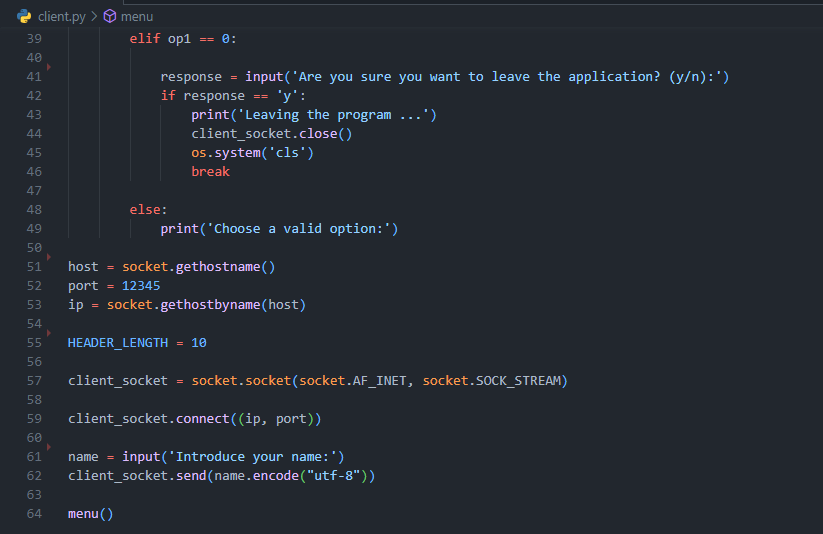 client.py > menu
39 elif op1 == 0:
40
41 response = input('Are you sure you want to leave the application? (y/n):')
42 if response == 'y':
43 print('Leaving the program ...')
44 client_socket.close()
45 os.system('cls')
46 break
47
48 else:
49 print('Choose a valid option:')
50
51 host = socket.gethostname()
52 port = 12345
53 ip = socket.gethostbyname(host)
54
55 HEADER_LENGTH = 10
56
57 client_socket = socket.socket(socket.AF_INET, socket.SOCK_STREAM)
58
59 client_socket.connect((ip, port))
60
61 name = input('Introduce your name:')
62 client_socket.send(name.encode("utf-8"))
63
64 menu()